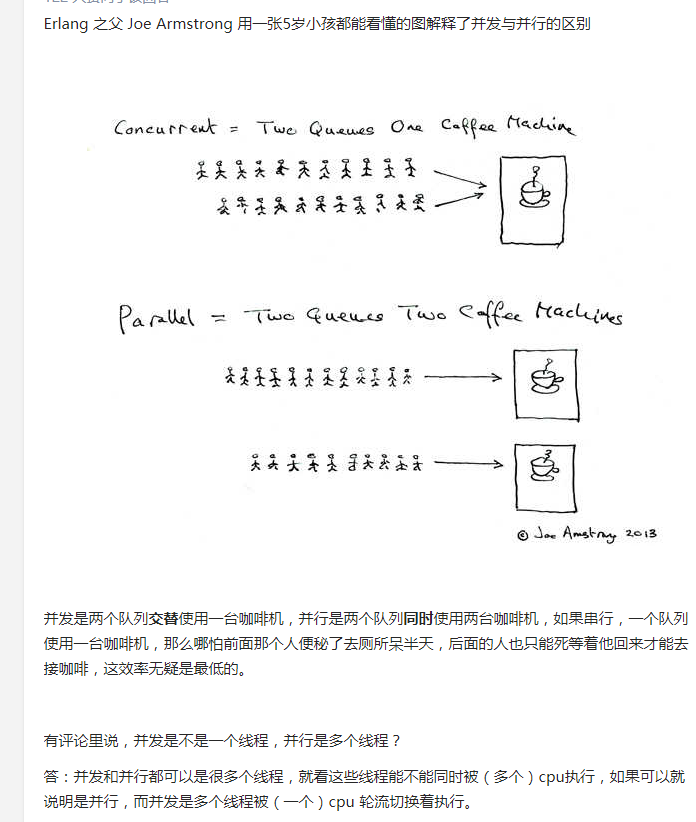 Erlang 之父 Joe Armstrong 用一张5岁小孩都能看懂的图解释了并发与并行的区别
Concurrent = Two Queues One Coffee Machine
Parallel = Two Queues Two Coffee Machines
© Joe Armstrong 2013
并发是两个队列交替使用一台咖啡机，并行是两个队列同时使用两台咖啡机，如果串行，一个队列
使用一台咖啡机，那么哪怕前面那个人便秘了去厕所呆半天，后面的人也只能死等着他回来才能去
接咖啡，这效率无疑是最低的。
有评论里说，并发是不是一个线程，并行是多个线程？
答：并发和并行都可以是很多个线程，就看这些线程能不能同时被（多个）cpu执行，如果可以就
说明是并行，而并发是多个线程被（一个）cpu 轮流切换着执行。